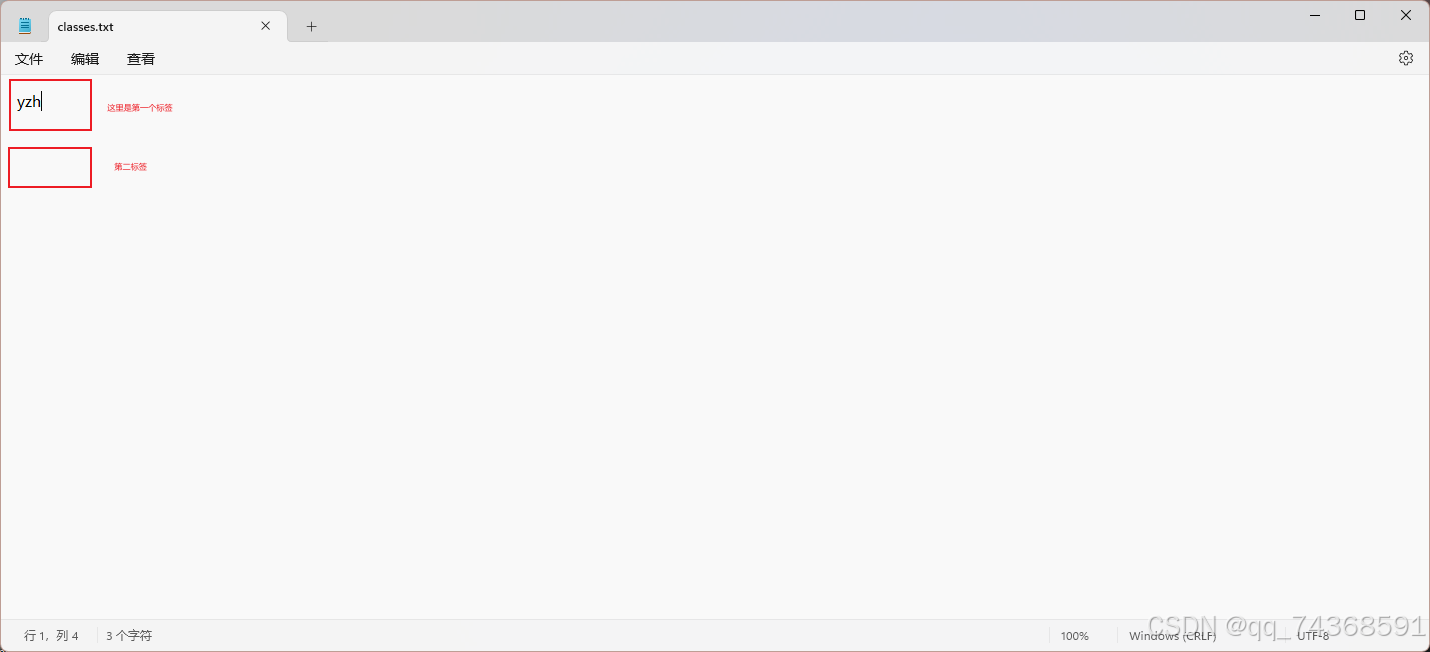 classes.txt
文件 编辑 查看
yzh 这里是第一个标签
第二标签
行 1，列 4 3 个字符 100% Windows (CRLF) UTF-8
CSDN @qq_74368591